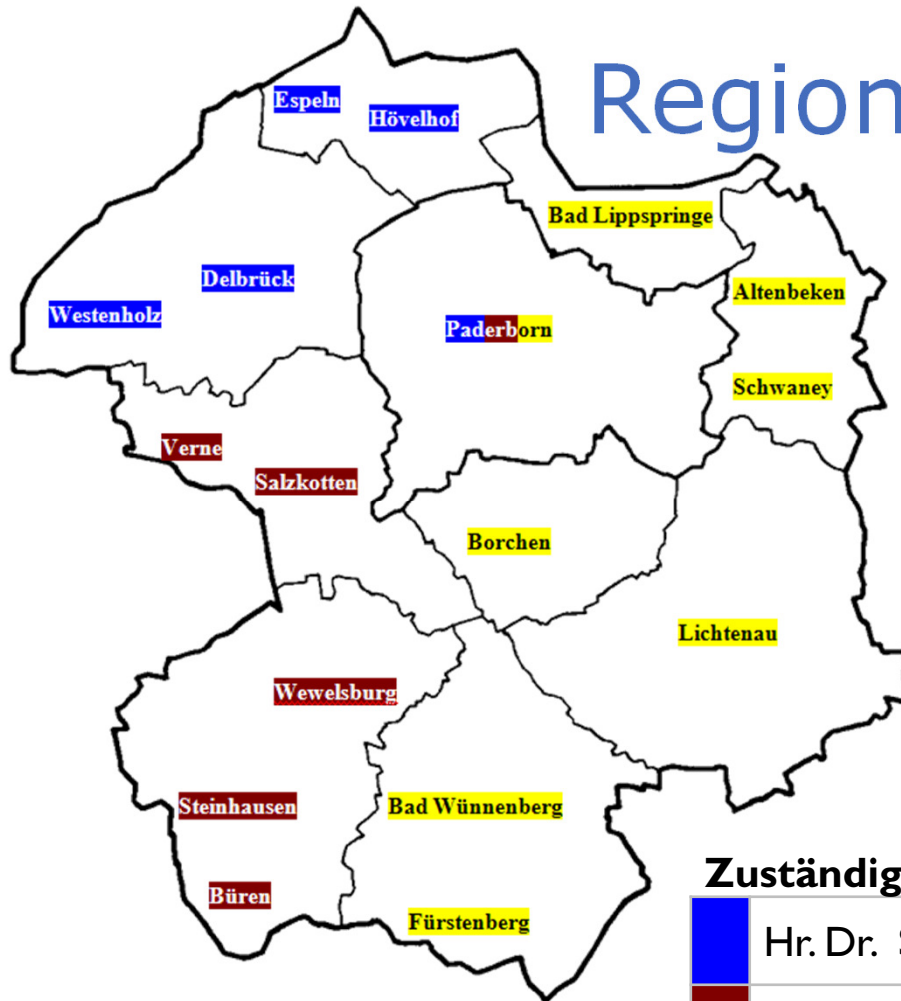 Region
Espeln
Hövelhof
Bad Lippspringe
Delbrück
Altenbeken
Westenholz
Paderborn
Schwaney
Verne
Salzkotten
Borchen
Lichtenau
Wewelsburg
Steinhausen
Bad Wünnenberg
Büren
Fürstenberg
Zuständig
Hr. Dr. S